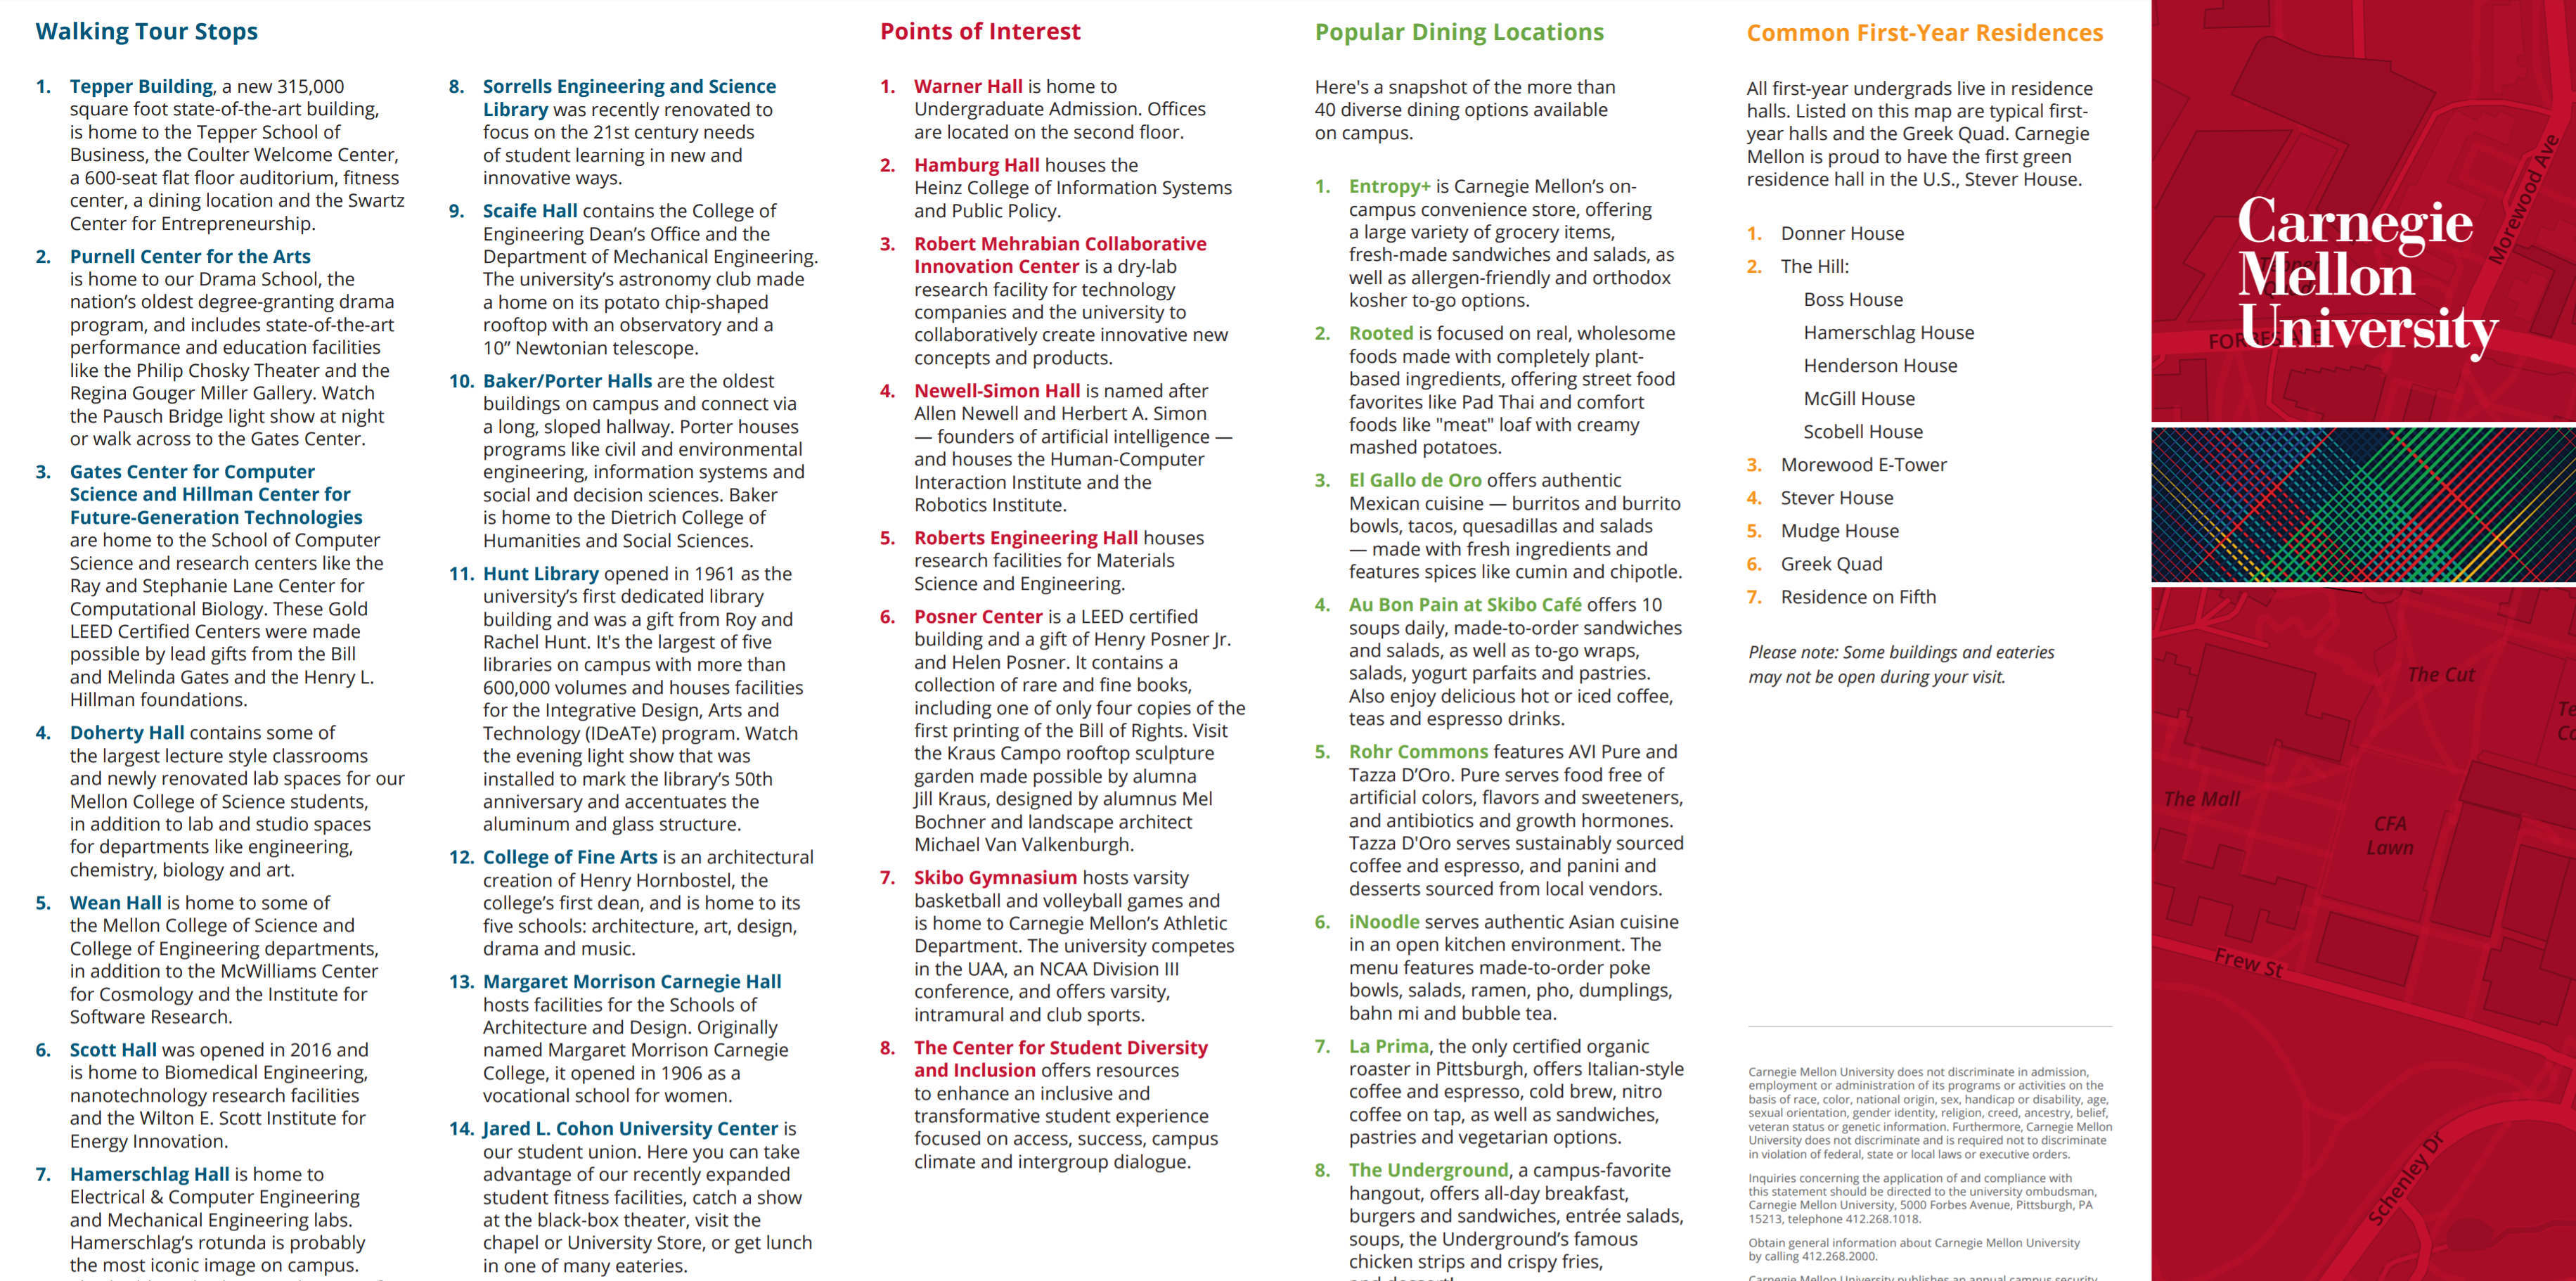 Walking Tour Stops
1. Tepper Building, a new 315,000
square foot state-of-the-art building,
is home to the Tepper School of
Business, the Coulter Welcome Center,
a 600-seat flat floor auditorium, fitness
center, a dining location and the Swartz
Center for Entrepreneurship.
2. Purnell Center for the Arts
is home to our Drama School, the
nation’s oldest degree-granting drama
program, and includes state-of-the-art
performance and education facilities
like the Philip Chosky Theater and the
Regina Gouger Miller Gallery. Watch
the Pausch Bridge light show at night
or walk across to the Gates Center.
3. Gates Center for Computer
Science and Hillman Center for
Future-Generation Technologies
are home to the School of Computer
Science and research centers like the
Ray and Stephanie Lane Center for
Computational Biology. These Gold
LEED Certified Centers were made
possible by lead gifts from the Bill
and Melinda Gates and the Henry L.
Hillman foundations.
4. Doherty Hall contains some of
the largest lecture style classrooms
and newly renovated lab spaces for our
Mellon College of Science students,
in addition to lab and studio spaces
for departments like engineering,
chemistry, biology and art.
5. Wean Hall is home to some of
the Mellon College of Science and
College of Engineering departments,
in addition to the McWilliams Center
for Cosmology and the Institute for
Software Research.
6. Scott Hall was opened in 2016 and
is home to Biomedical Engineering,
nanotechnology research facilities
and the Wilton E. Scott Institute for
Energy Innovation.
7. Hamerschlag Hall is home to
Electrical & Computer Engineering
and Mechanical Engineering labs.
Hamerschlag’s rotunda is probably
the most iconic image on campus.
8. Sorrells Engineering and Science
Library was recently renovated to
focus on the 21st century needs
of student learning in new and
innovative ways.
9. Scaife Hall contains the College of
Engineering Dean’s Office and the
Department of Mechanical Engineering.
The university’s astronomy club made
a home on its potato chip-shaped
rooftop with an observatory and a
10” Newtonian telescope.
10. Baker/Porter Halls are the oldest
buildings on campus and connect via
a long, sloped hallway. Porter houses
programs like civil and environmental
engineering, information systems and
social and decision sciences. Baker
is home to the Dietrich College of
Humanities and Social Sciences.
11. Hunt Library opened in 1961 as the
university’s first dedicated library
building and was a gift from Roy and
Rachel Hunt. It's the largest of five
libraries on campus with more than
600,000 volumes and houses facilities
for the Integrative Design, Arts and
Technology (IDeATe) program. Watch
the evening light show that was
installed to mark the library’s 50th
anniversary and accentuates the
aluminum and glass structure.
12. College of Fine Arts is an architectural
creation of Henry Hornbostel, the
college’s first dean, and is home to its
five schools: architecture, art, design,
drama and music.
13. Margaret Morrison Carnegie Hall
hosts facilities for the Schools of
Architecture and Design. Originally
named Margaret Morrison Carnegie
College, it opened in 1906 as a
vocational school for women.
14. Jared L. Cohon University Center is
our student union. Here you can take
advantage of our recently expanded
student fitness facilities, catch a show
at the black-box theater, visit the
chapel or University Store, or get lunch
in one of many eateries.
Points of Interest
1. Warner Hall is home to
Undergraduate Admission. Offices
are located on the second floor.
2. Hamburg Hall houses the
Heinz College of Information Systems
and Public Policy.
3. Robert Mehrabian Collaborative
Innovation Center is a dry-lab
research facility for technology
companies and the university to
collaboratively create innovative new
concepts and products.
4. Newell-Simon Hall is named after
Allen Newell and Herbert A. Simon
— founders of artificial intelligence —
and houses the Human-Computer
Interaction Institute and the
Robotics Institute.
5. Roberts Engineering Hall houses
research facilities for Materials
Science and Engineering.
6. Posner Center is a LEED certified
building and a gift of Henry Posner Jr.
and Helen Posner. It contains a
collection of rare and fine books,
including one of only four copies of the
first printing of the Bill of Rights. Visit
the Kraus Campo rooftop sculpture
garden made possible by alumna
Jill Kraus, designed by alumnus Mel
Bochner and landscape architect
Michael Van Valkenburgh.
7. Skibo Gymnasium hosts varsity
basketball and volleyball games and
is home to Carnegie Mellon’s Athletic
Department. The university competes
in the UAA, an NCAA Division III
conference, and offers varsity,
intramural and club sports.
8. The Center for Student Diversity
and Inclusion offers resources
to enhance an inclusive and
transformative student experience
focused on access, success, campus
climate and intergroup dialogue.
Popular Dining Locations
Here's a snapshot of the more than
40 diverse dining options available
on campus.
1. Entropy+ is Carnegie Mellon’s on-
campus convenience store, offering
a large variety of grocery items,
fresh-made sandwiches and salads, as
well as allergen-friendly and orthodox
kosher to-go options.
2. Rooted is focused on real, wholesome
foods made with completely plant-
based ingredients, offering street food
favorites like Pad Thai and comfort
foods like "meat" loaf with creamy
mashed potatoes.
3. El Gallo de Oro offers authentic
Mexican cuisine — burritos and burrito
bowls, tacos, quesadillas and salads
— made with fresh ingredients and
features spices like cumin and chipotle.
4. Au Bon Pain at Skibo Café offers 10
soups daily, made-to-order sandwiches
and salads, as well as to-go wraps,
salads, yogurt parfaits and pastries.
Also enjoy delicious hot or iced coffee,
teas and espresso drinks.
5. Rohr Commons features AVI Pure and
Tazza D’Oro. Pure serves food free of
artificial colors, flavors and sweeteners,
and antibiotics and growth hormones.
Tazza D'Oro serves sustainably sourced
coffee and espresso, and panini and
desserts sourced from local vendors.
6. iNoodle serves authentic Asian cuisine
in an open kitchen environment. The
menu features made-to-order poke
bowls, salads, ramen, pho, dumplings,
bahn mi and bubble tea.
7. La Prima, the only certified organic
roaster in Pittsburgh, offers Italian-style
coffee and espresso, cold brew, nitro
coffee on tap, as well as sandwiches,
pastries and vegetarian options.
8. The Underground, a campus-favorite
hangout, offers all-day breakfast,
burgers and sandwiches, entrée salads,
soups, the Underground’s famous
chicken strips and crispy fries,
Common First-Year Residences
All first-year undergrads live in residence
halls. Listed on this map are typical first-
year halls and the Greek Quad. Carnegie
Mellon is proud to have the first green
residence hall in the U.S., Stever House.
1. Donner House
2. The Hill:
Boss House
Hamerschlag House
Henderson House
McGill House
Scobell House
3. Morewood E-Tower
4. Stever House
5. Mudge House
6. Greek Quad
7. Residence on Fifth
Please note: Some buildings and eateries
may not be open during your visit.
Carnegie Mellon University does not discriminate in admission,
employment or administration of its programs or activities on the
basis of race, color, national origin, sex, handicap or disability, age,
sexual orientation, gender identity, religion, creed, ancestry, belief,
veteran status or genetic information. Furthermore, Carnegie Mellon
University does not discriminate and is required not to discriminate
in violation of federal, state or local laws or executive orders.
Inquiries concerning the application of and compliance with
this statement should be directed to the university ombudsman,
Carnegie Mellon University, 5000 Forbes Avenue, Pittsburgh, PA
15213, telephone 412.268.1018.
Obtain general information about Carnegie Mellon University
by calling 412.268.2000.
Carnegie Mellon University publishes an annual campus security
Morewood Ave
Carnegie
Mellon
University
The Cut
The Mall
CFA
Lawn
Frew St
Schenley Dr